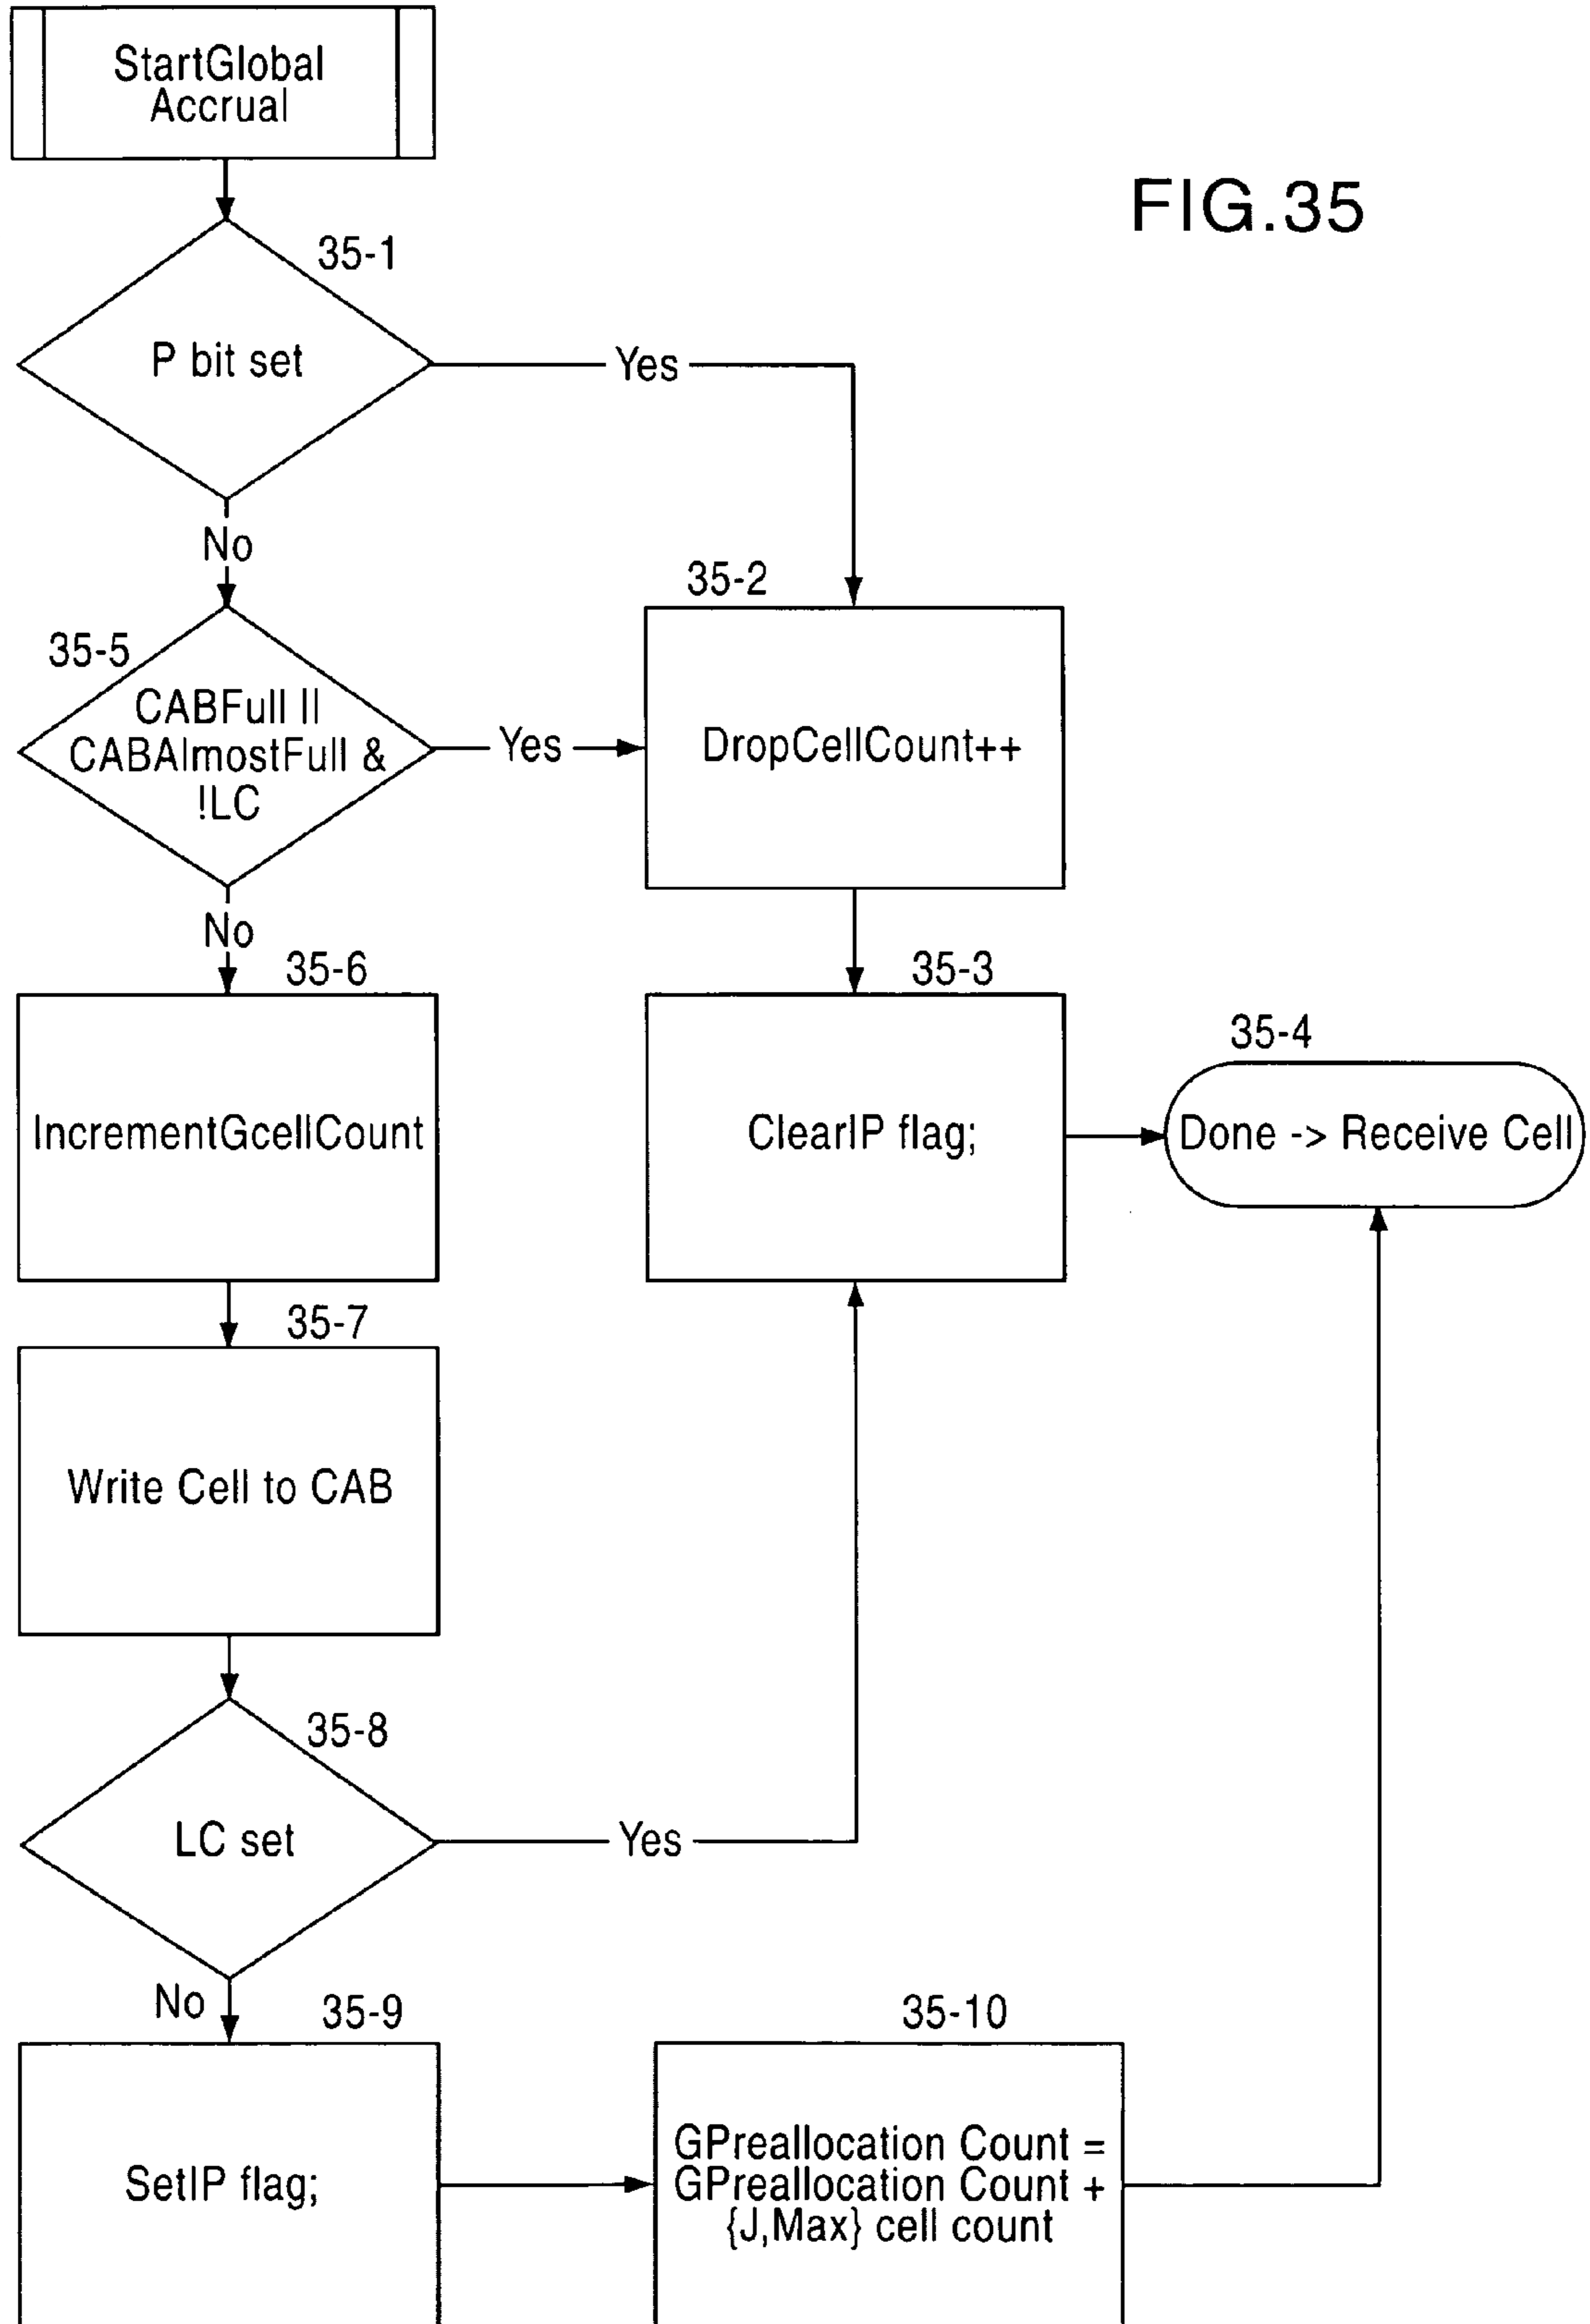 StartGlobal
Accrual
FIG.35
35-1
P bit set
Yes
No
35-2
35-5
CABFull ||
CABAlmostFull &
!LC
Yes
DropCellCount++
No
35-6
35-3
35-4
IncrementGcellCount
ClearIP flag;
Done -> Receive Cell
35-7
Write Cell to CAB
35-8
LC set
Yes
No
35-9
35-10
SetIP flag;
GPreallocation Count =
GPreallocation Count +
{J,Max} cell count